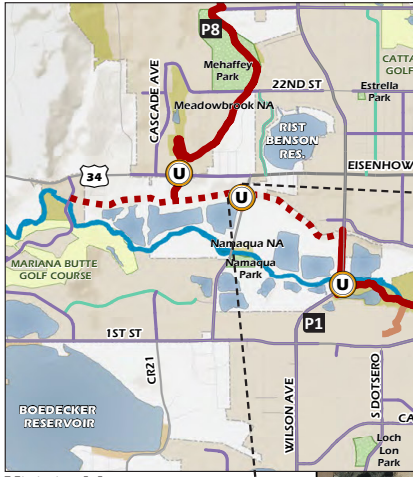 P8
Mehaffey
Park
CASCADE AVE
22ND ST
CATTA
GOLF
Estrella
Park
Meadowbrook NA
RIST
BENSON
RES.
EISENHOW
34
U
U
Namaqua NA
Namaqua
Park
MARIANA BUTTE
GOLF COURSE
U
P1
1ST ST
CR21
WILSON AVE
S DOTSERO
CA
BOEDECKER
RESERVOIR
Loch
Lon
Park